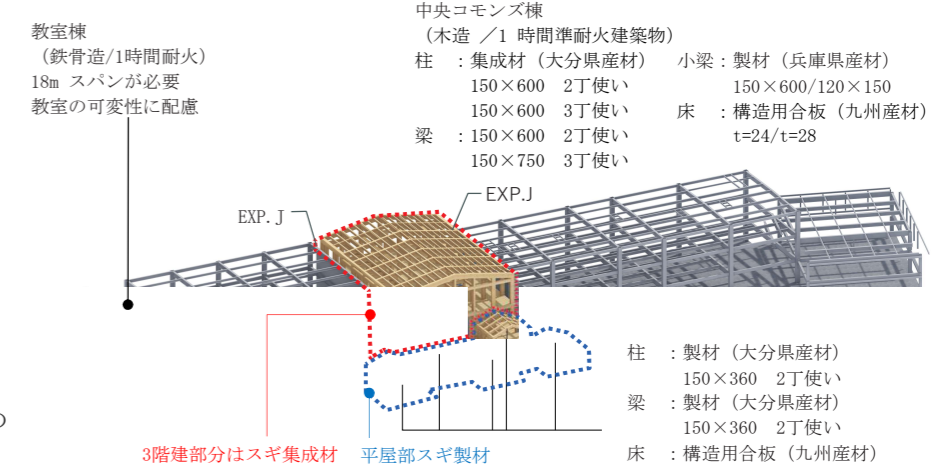 教室棟
（鉄骨造/1時間耐火）
18m スパンが必要
教室の可変性に配慮
中央コモンズ棟
（木造 ／1 時間準耐火建築物）
柱 ：集成材（大分県産材）
150×600 2丁使い
150×600 3丁使い
梁 ：150×600 2丁使い
150×750 3丁使い
小梁：製材（兵庫県産材）
150×600/120×150
床 ：構造用合板（九州産材）
t=24/t=28
EXP.J
EXP.J
柱 ：製材（大分県産材）
150×360 2丁使い
梁 ：製材（大分県産材）
150×360 2丁使い
床 ：構造用合板（九州産材）
の
3階建部分はスギ集成材
平屋部スギ製材